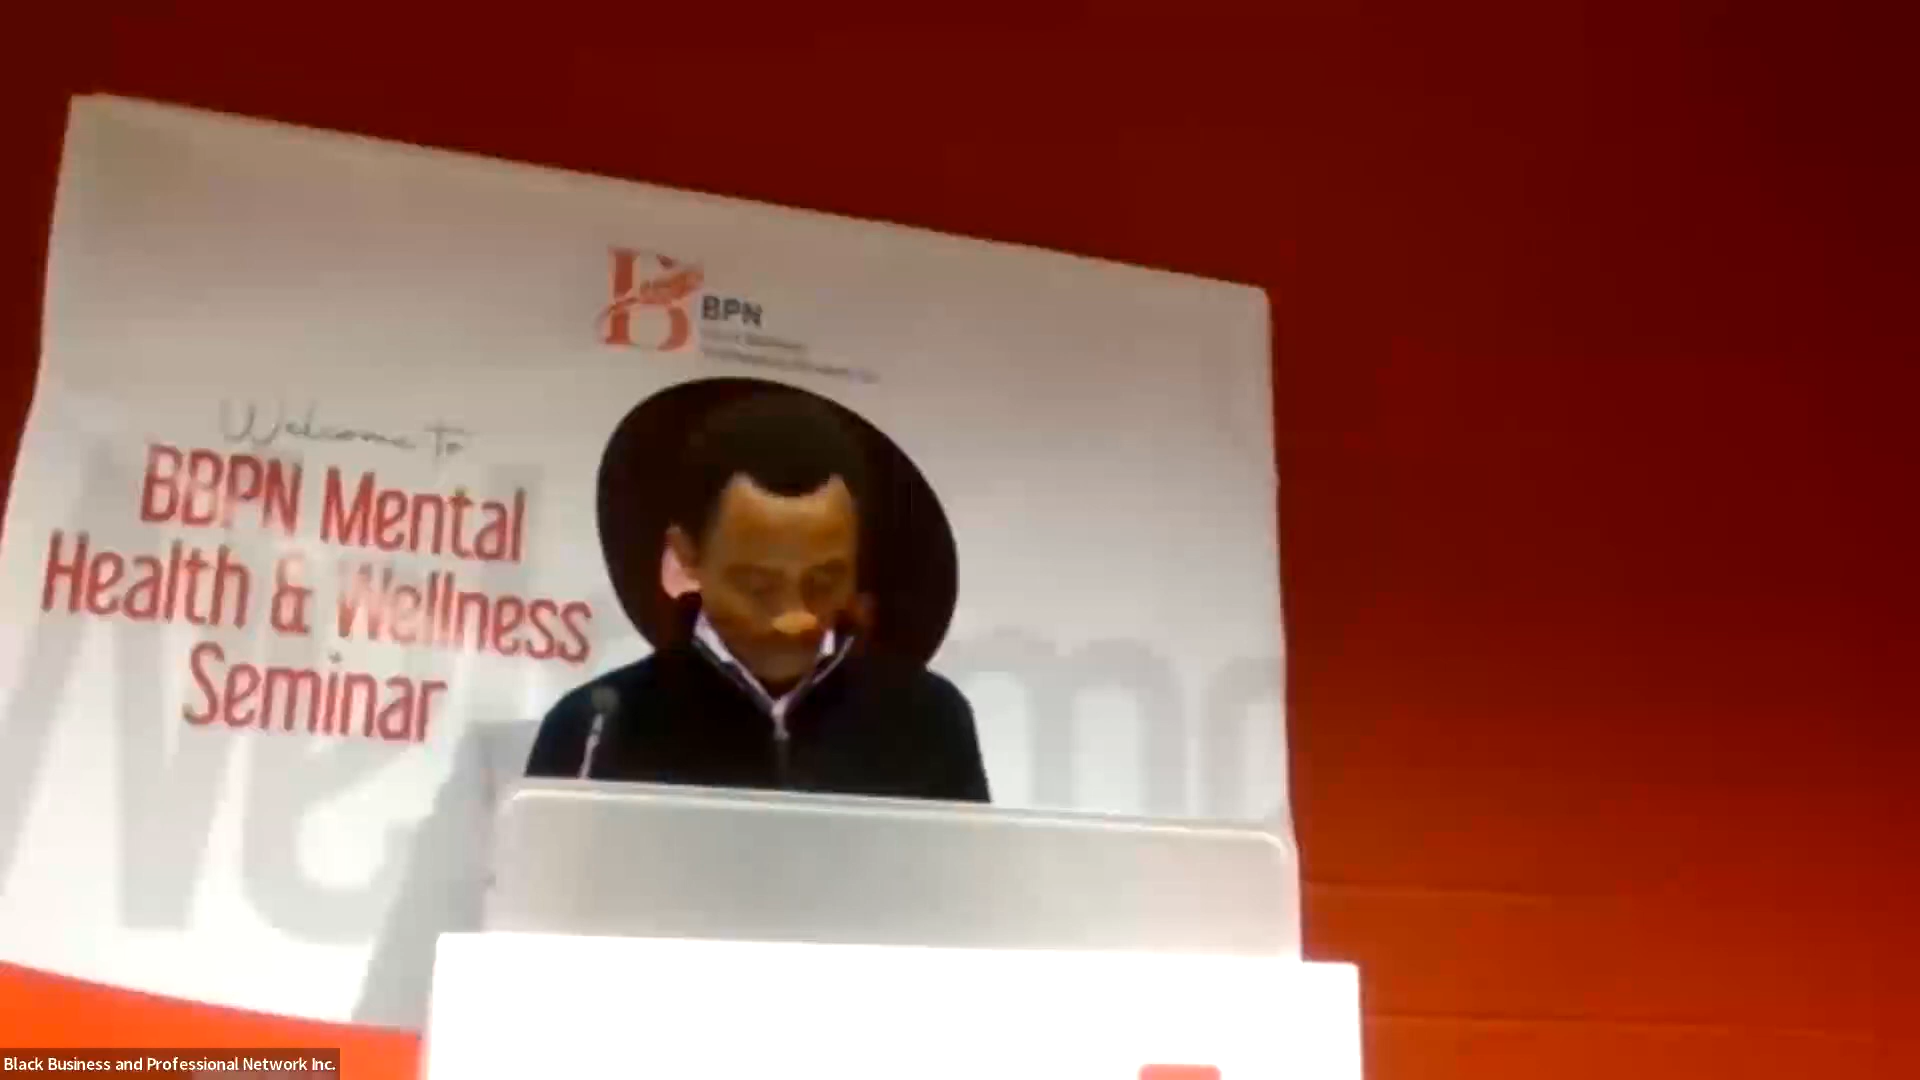 BPN
Welcome to
BBPN Mental
Health & Wellness
Seminar
Black Business and Professional Network Inc.